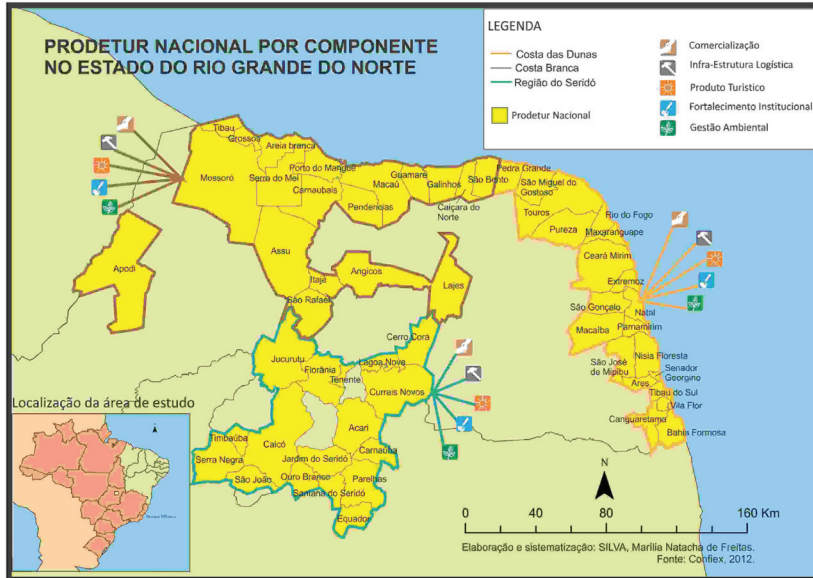 PRODETUR NACIONAL POR COMPONENTE
NO ESTADO DO RIO GRANDE DO NORTE
LEGENDA
Costa das Dunas
Costa Branca
Região do Seridó
Prodetur Nacional
Comercialização
Infra-Estrutura Logística
Produto Turistico
Fortalecimento Institucional
Gestão Ambiental
Tibau
Grossos
Areia branca
Mossoró
Serra do Mel
Porto do Mangue
Carnaubais
Macaú
Guamaré
Galinhos
São Bento
Pendencias
Caiçara do
Norte
Pedra Grande
São Miguel do
Gostoso
Touros
Rio do Fogo
Pureza
Maxaranguape
Ceará Mirim
Extremoz
São Gonçalo
Natal
Macaíba
Parnamirim
São José
de Mipibu
Nisia Floresta
Senador
Georgino
Ares
Tibau do Sul
Vila Flor
Canguaretama
Bahia Formosa
Apodi
Assu
Itajé
Angicos
São Rafael
Lajes
Cerro Corá
Jucurutu
Florânia
Lagoa Nova
Tenente
Currais Novos
Acari
Timbaúba
Caicó
Carnaúba
Serra Negra
Jardim do Seridó
São João
Ouro Branco
Parelhas
Santana do Seridó
Equador
Localização da área de estudo
N
0
40
80
160 Km
Elaboração e sistematização: SILVA, Marilia Natacha de Freitas.
Fonte: Confiex, 2012.